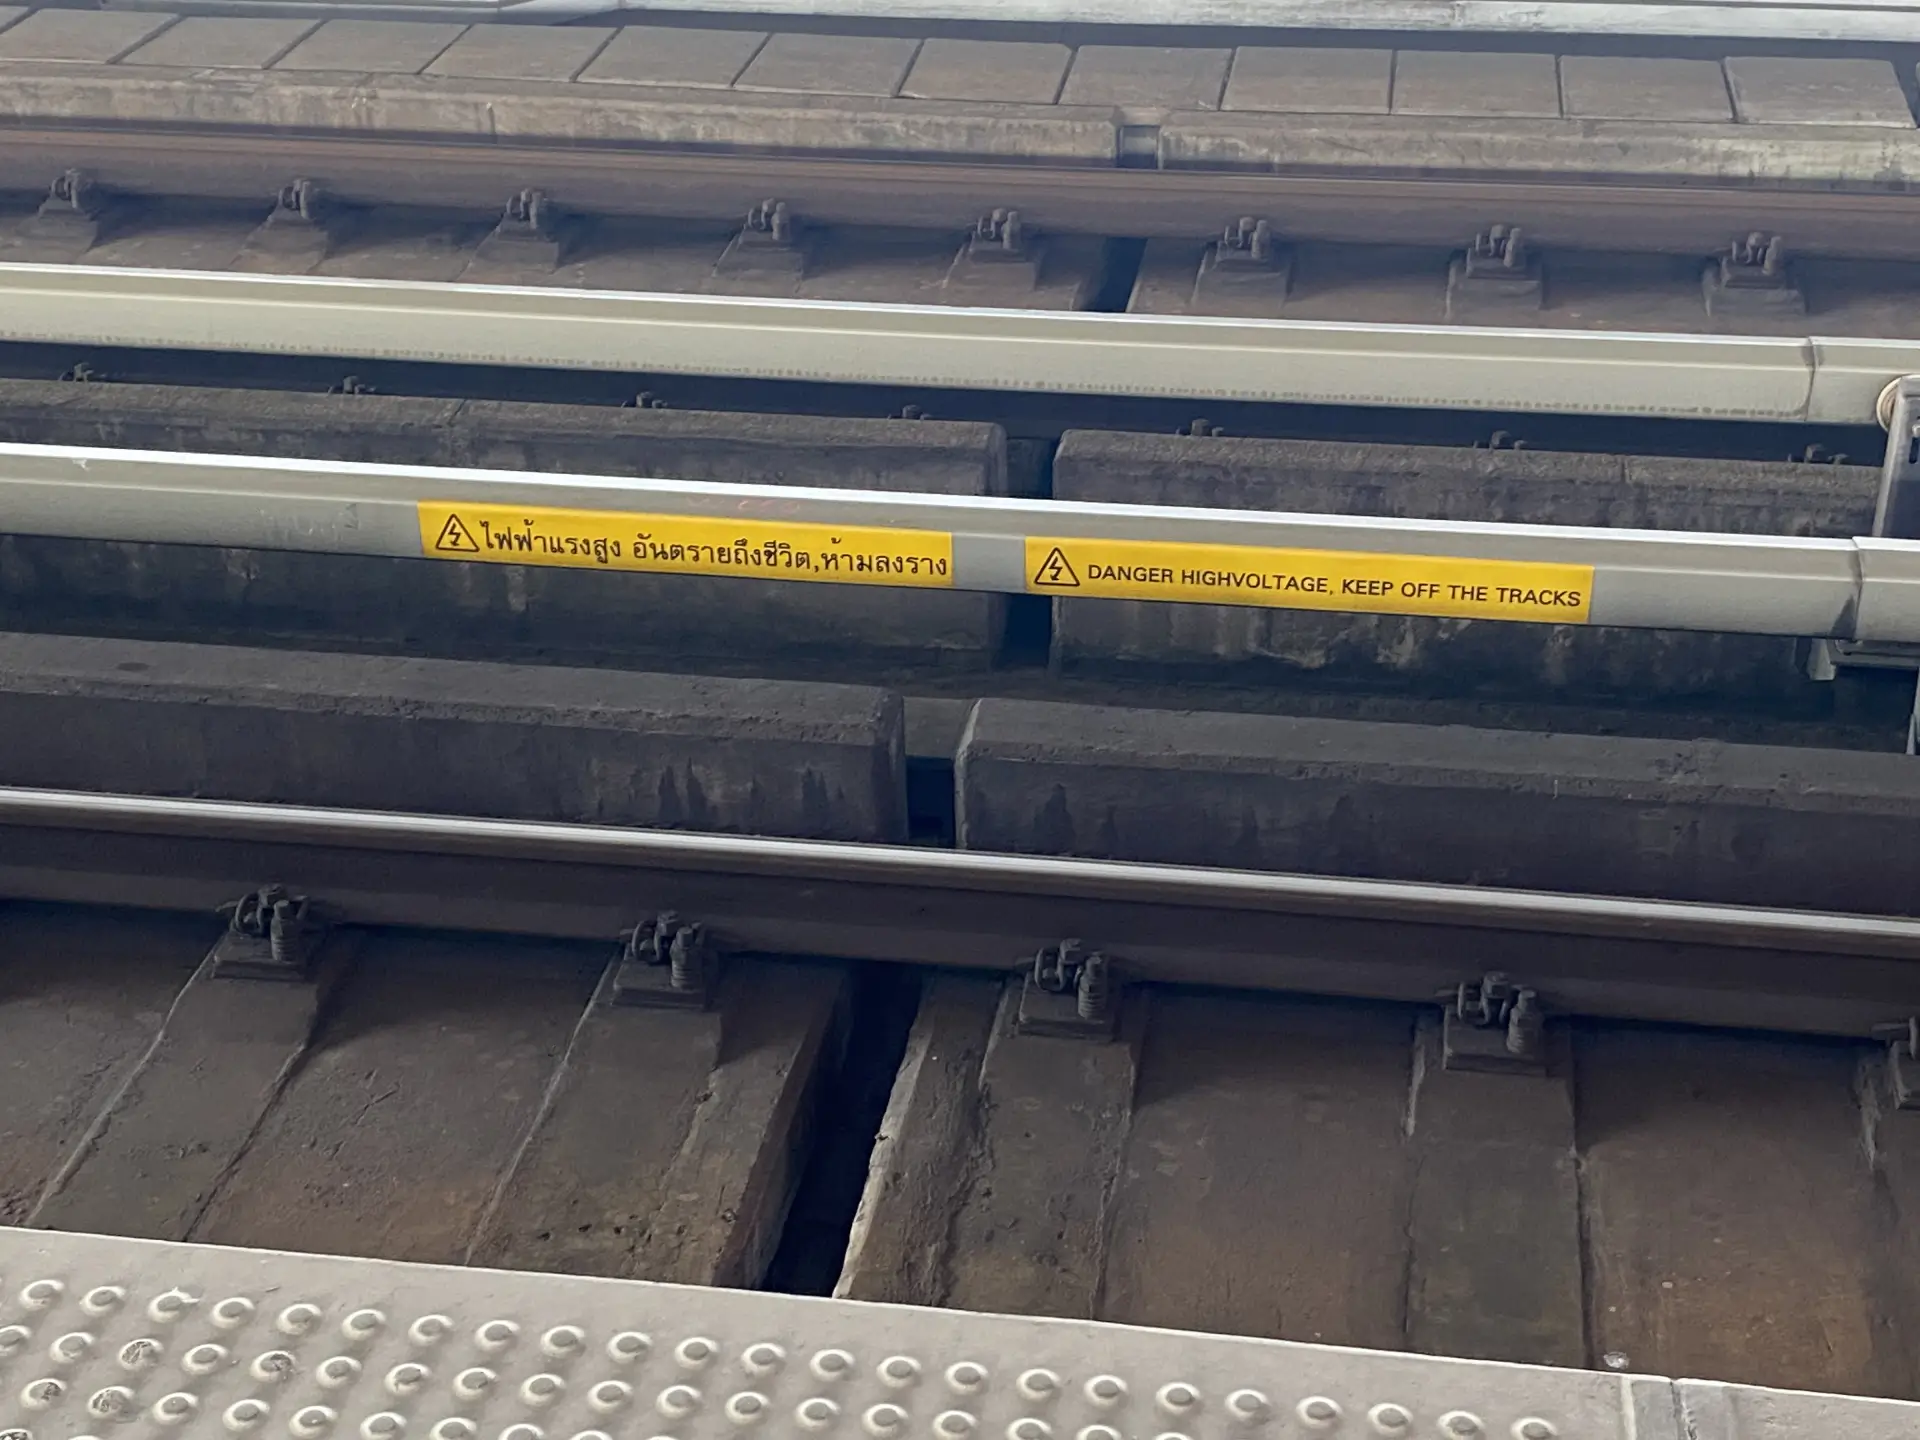 ไฟฟ้าแรงสูง อันตรายถึงชีวิต,ห้ามลงราง
DANGER HIGHVOLTAGE, KEEP OFF THE TRACKS